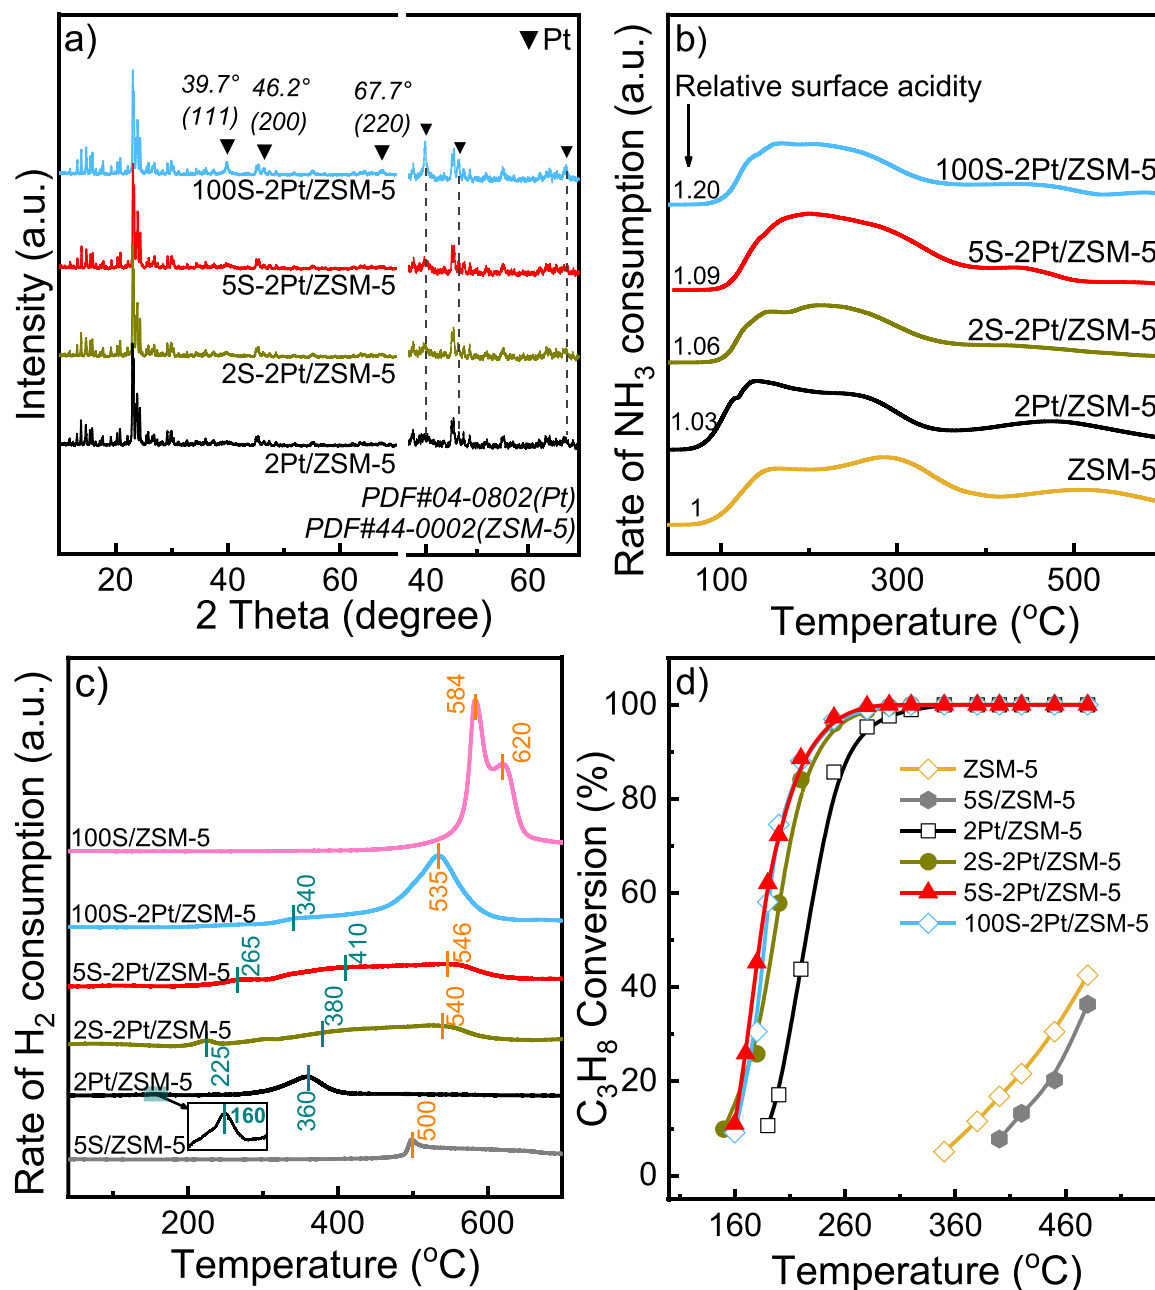 a)
▼Pt
39.7°
(111)
46.2°
(200)
67.7°
(220)
100S-2Pt/ZSM-5
5S-2Pt/ZSM-5
2S-2Pt/ZSM-5
2Pt/ZSM-5
PDF#04-0802(Pt)
PDF#44-0002(ZSM-5)
Intensity (a.u.)
20 40 60 40 60
2 Theta (degree)
b)
Relative surface acidity
1.20
100S-2Pt/ZSM-5
1.09
5S-2Pt/ZSM-5
1.06
2S-2Pt/ZSM-5
1.03
2Pt/ZSM-5
1
ZSM-5
Rate of NH3 consumption (a.u.)
100 300 500
Temperature (oC)
c)
584
620
100S/ZSM-5
535
340
100S-2Pt/ZSM-5
265
410
546
5S-2Pt/ZSM-5
225
380
540
2S-2Pt/ZSM-5
2Pt/ZSM-5
360
160
5S/ZSM-5
500
Rate of H2 consumption (a.u.)
200 400 600
Temperature (oC)
d)
ZSM-5
5S/ZSM-5
2Pt/ZSM-5
2S-2Pt/ZSM-5
5S-2Pt/ZSM-5
100S-2Pt/ZSM-5
C3H8 Conversion (%)
100
80
60
40
20
0
160 260 360 460
Temperature (oC)